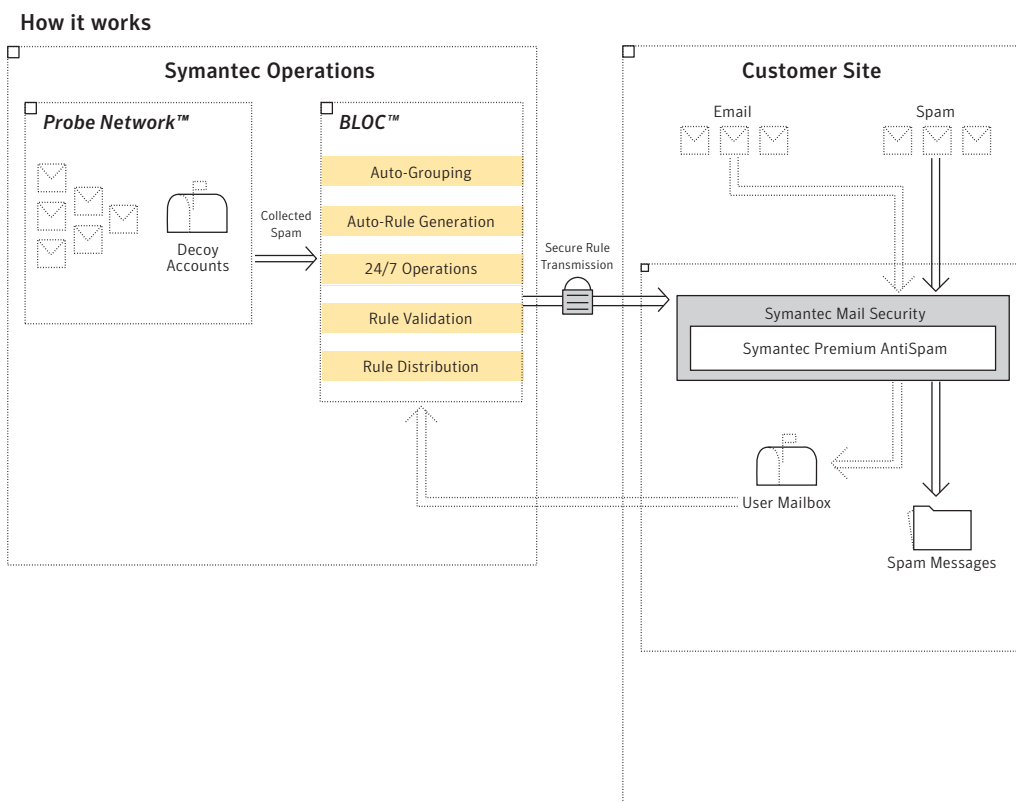 How it works
Symantec Operations
Probe Network™
Decoy
Accounts
Collected
Spam
BLOC™
Auto-Grouping
Auto-Rule Generation
24/7 Operations
Rule Validation
Rule Distribution
Secure Rule
Transmission
Customer Site
Email
Spam
Symantec Mail Security
Symantec Premium AntiSpam
User Mailbox
Spam Messages